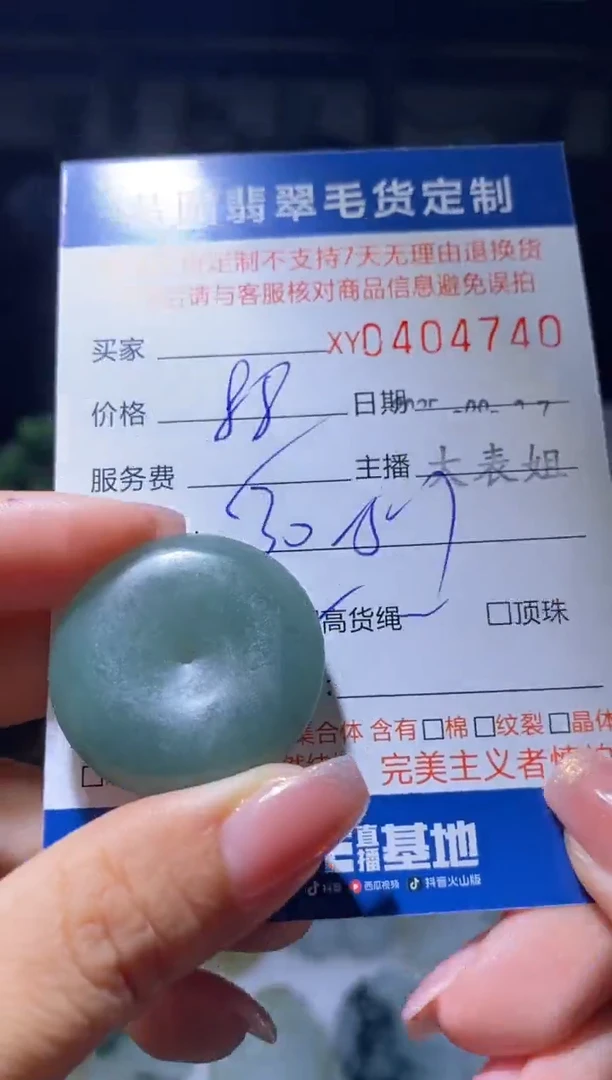 翡翠毛货定制
定制不支持7天无理由退换货
请与客服核对商品信息避免误拍
买家 XY0404740
价格 88 日期
服务费 主播 大表姐
30
高货绳 □顶珠
集合体 含有□棉□纹裂□晶体
完美主义者慎拍
直播基地
抖音 西瓜视频 抖音火山版